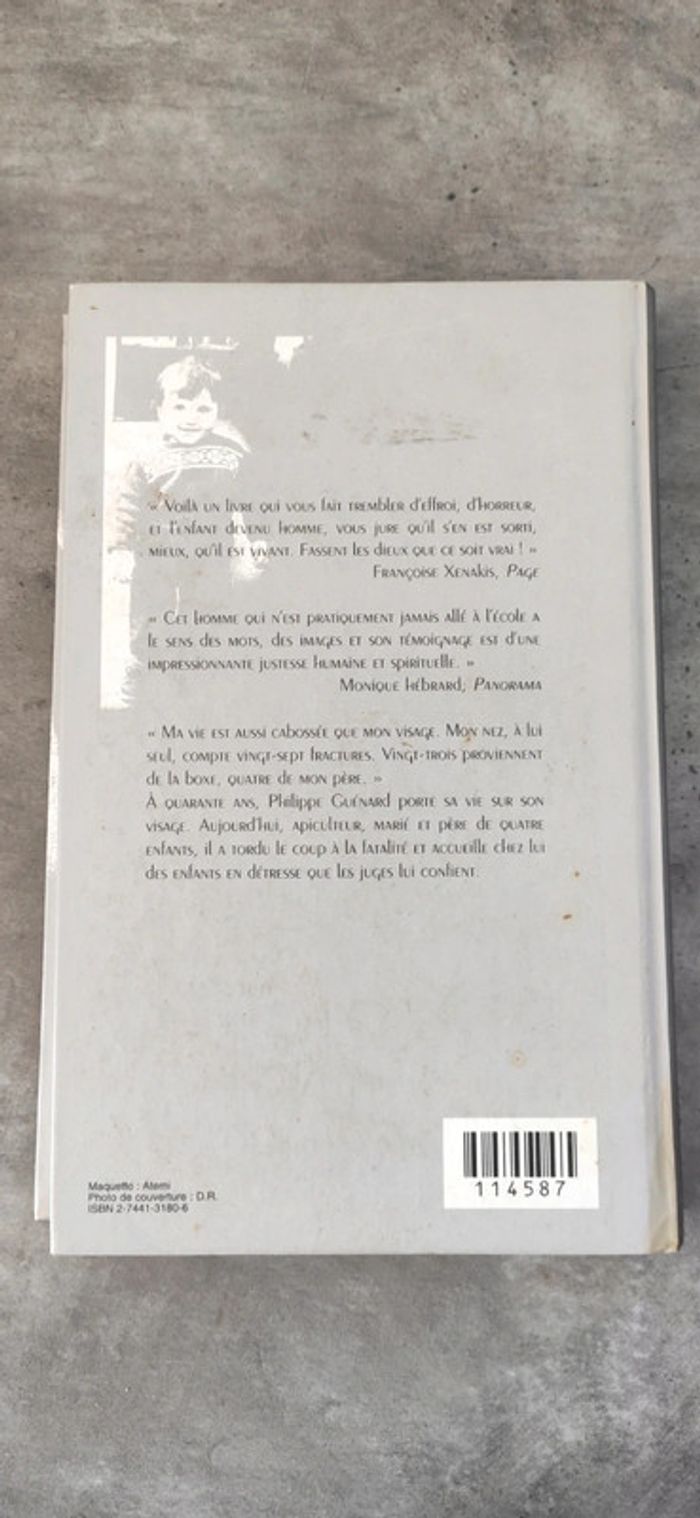 « Voilà un livre qui vous fait trembler d'effroi, d'horreur,
et l'enfant devenu homme, vous jure qu'il s'en est sorti,
mieux, qu'il est vivant. Fassent les dieux que ce soit vrai ! »
Françoise Xenakis, Page
« Cet homme qui n'est pratiquement jamais allé à l'école a
le sens des mots, des images et son témoignage est d'une
impressionnante justesse humaine et spirituelle. »
Monique Hébrard, Panorama
« Ma vie est aussi cabossée que mon visage. Mon nez, à lui
seul, compte vingt-sept fractures. Vingt-trois proviennent
de la boxe, quatre de mon père. »
À quarante ans, Philippe Guénard porte sa vie sur son
visage. Aujourd'hui, apiculteur, marié et père de quatre
enfants, il a tordu le coup à la fatalité et accueille chez lui
des enfants en détresse que les juges lui confient.
Maquette : Atemi
Photo de couverture : D.R.
ISBN 2-7441-3180-6
114587